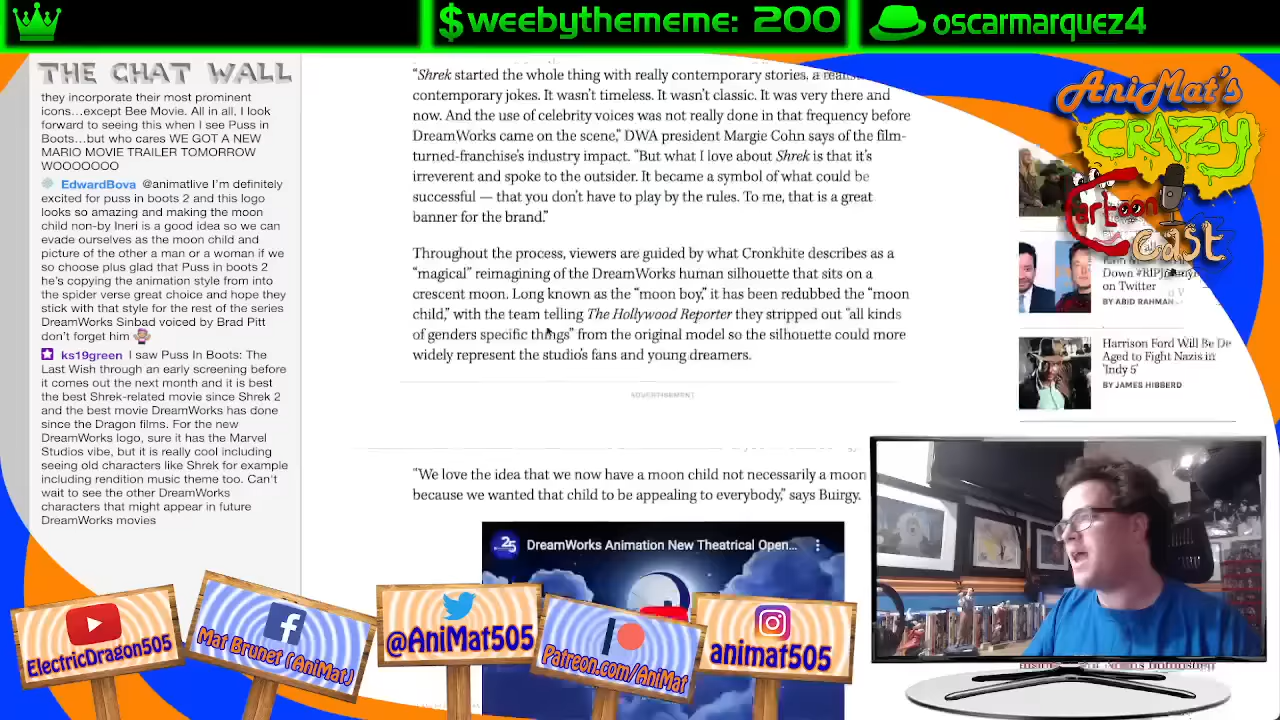 $weebythememe: 200
oscarmarquez4
THE CHAT WALL
they incorporate their most prominent
icons...except Bee Movie. All in all, I look
forward to seeing this when I see Puss in
Boots...but who cares WE GOT A NEW
MARIO MOVIE TRAILER TOMORROW
WOOOOOOO
EdwardBova @animatlive I'm definitely
excited for puss in boots 2 and this logo
looks so amazing and making the moon
child non-by Ineri is a good idea so we can
evade ourselves as the moon child and
picture of the other a man or a woman if we
so choose plus glad that Puss in boots 2
he's copying the animation style from into
the spider verse great choice and hope they
stick with that style for the rest of the series
DreamWorks Sinbad voiced by Brad Pitt
don't forget him
ks19green I saw Puss In Boots: The
Last Wish through an early screening before
it comes out the next month and it is best
the best Shrek-related movie since Shrek 2
and the best movie DreamWorks has done
since the Dragon films. For the new
DreamWorks logo, sure it has the Marvel
Studios vibe, but it is really cool including
seeing old characters like Shrek for example
including rendition music theme too. Can't
wait to see the other DreamWorks
characters that might appear in future
DreamWorks movies
"Shrek started the whole thing with really contemporary stories, a
contemporary jokes. It wasn't timeless. It wasn't classic. It was very there and
now. And the use of celebrity voices was not really done in that frequency before
DreamWorks came on the scene," DWA president Margie Cohn says of the film-
turned-franchise's industry impact. "But what I love about Shrek is that it's
irreverent and spoke to the outsider. It became a symbol of what could be
successful — that you don't have to play by the rules. To me, that is a great
banner for the brand."
Throughout the process, viewers are guided by what Cronkhite describes as a
"magical" reimagining of the DreamWorks human silhouette that sits on a
crescent moon. Long known as the "moon boy," it has been redubbed the "moon
child," with the team telling The Hollywood Reporter they stripped out "all kinds
of genders specific things" from the original model so the silhouette could more
widely represent the studio's fans and young dreamers.
ADVERTISEMENT
"We love the idea that we now have a moon child not necessarily a moon
because we wanted that child to be appealing to everybody," says Buirgy.
25 DreamWorks Animation New Theatrical Open...
AniMat's
CRAZY
Cartoon
Cast
Down #RIPJimmy
on Twitter
BY ABID RAHMAN
Harrison Ford Will Be De
Aged to Fight Nazis in
'Indy 5'
BY JAMES HIBBERD
ElectricDragon505
Mat Brunet (AniMat)
@AniMat505
Patreon.com/AniMat
animat505